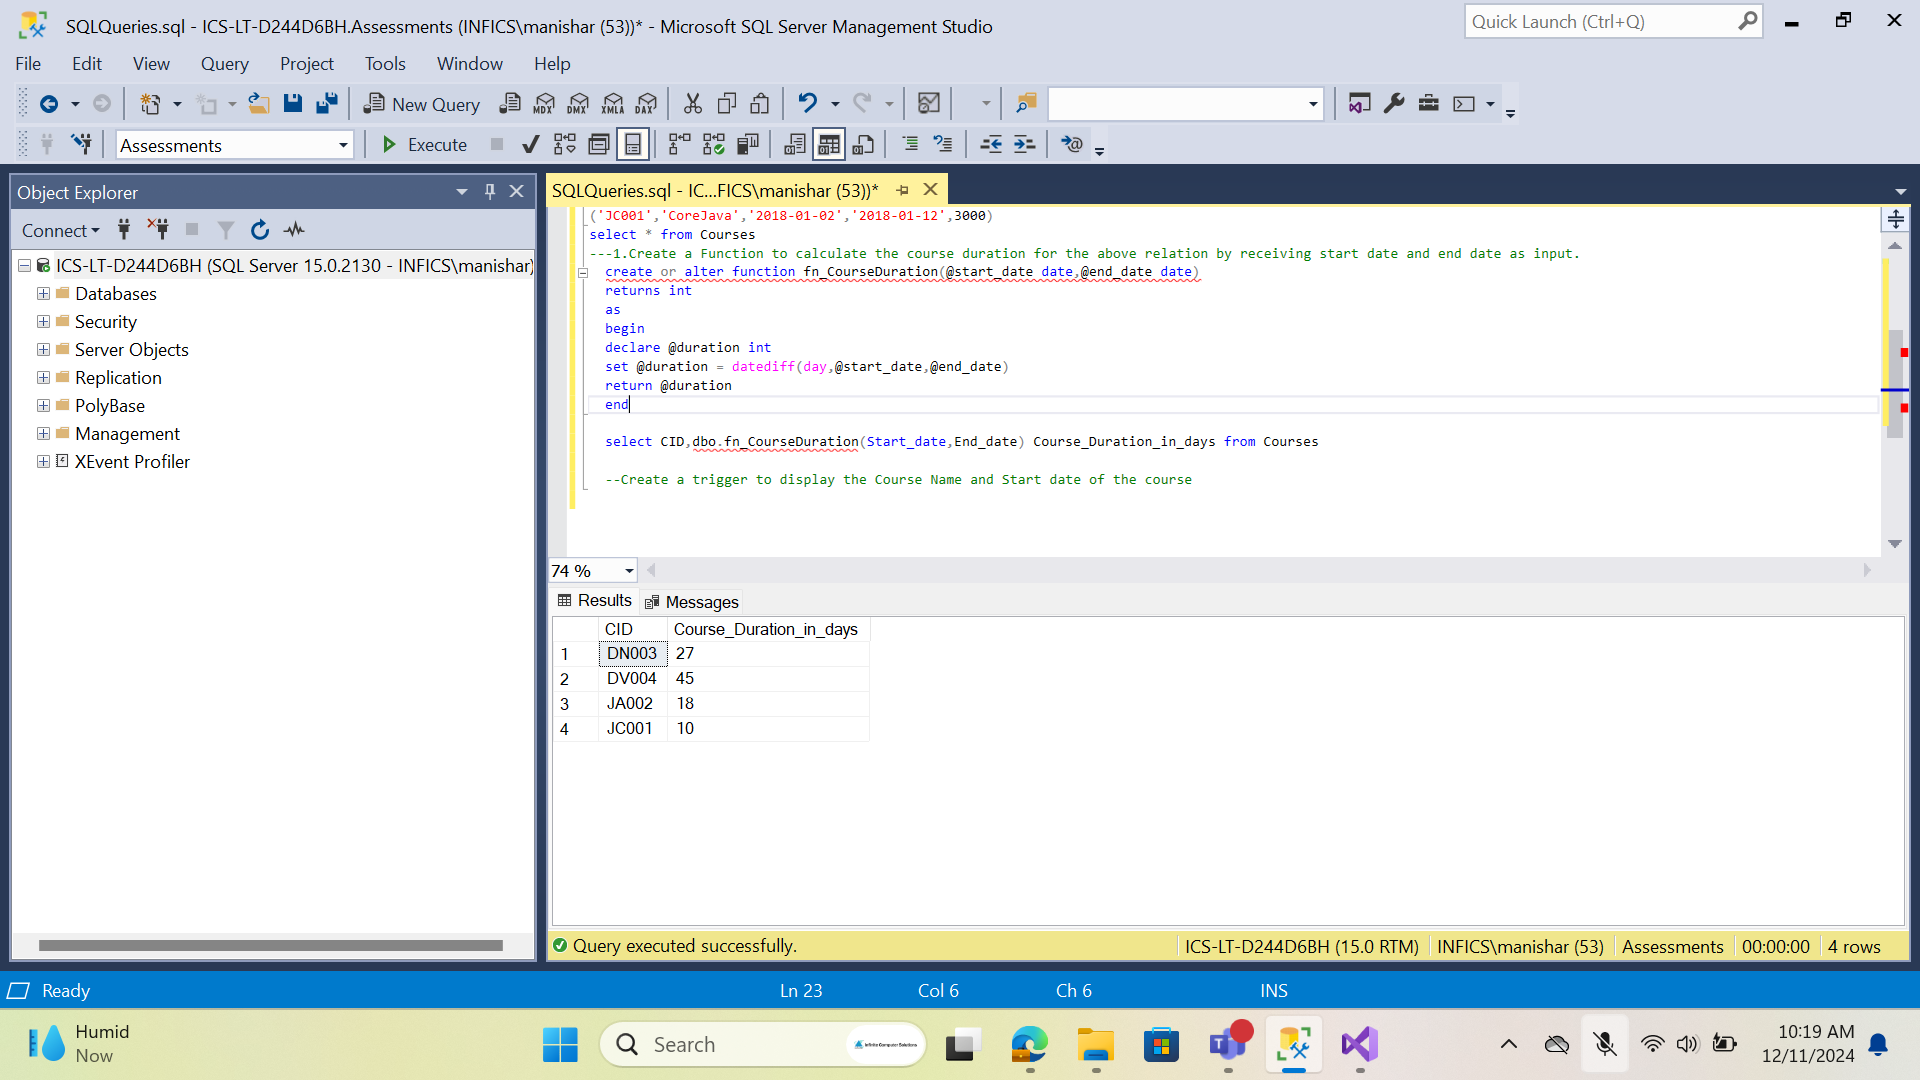 SQLQueries.sql - ICS-LT-D244D6BH.Assessments (INFICS\manishar (53))* - Microsoft SQL Server Management Studio
Quick Launch (Ctrl+Q)
File Edit View Query Project Tools Window Help
New Query MDX DMX XMLA DAX
Assessments Execute
Object Explorer
Connect
ICS-LT-D244D6BH (SQL Server 15.0.2130 - INFICS\manishar)
Databases
Security
Server Objects
Replication
PolyBase
Management
XEvent Profiler
SQLQueries.sql - IC...FICS\manishar (53))*
('JC001','CoreJava','2018-01-02','2018-01-12',3000)
select * from Courses
---1.Create a Function to calculate the course duration for the above relation by receiving start date and end date as input.
create or alter function fn_CourseDuration(@start_date date,@end_date date)
returns int
as
begin
declare @duration int
set @duration = datediff(day,@start_date,@end_date)
return @duration
end
select CID,dbo.fn_CourseDuration(Start_date,End_date) Course_Duration_in_days from Courses
--Create a trigger to display the Course Name and Start date of the course
74 %
Results Messages
CID Course_Duration_in_days
1 DN003 27
2 DV004 45
3 JA002 18
4 JC001 10
Query executed successfully.
ICS-LT-D244D6BH (15.0 RTM) INFICS\manishar (53) Assessments 00:00:00 4 rows
Ready Ln 23 Col 6 Ch 6 INS
Humid
Now
Search
Infinite Computer Solutions
10:19 AM
12/11/2024